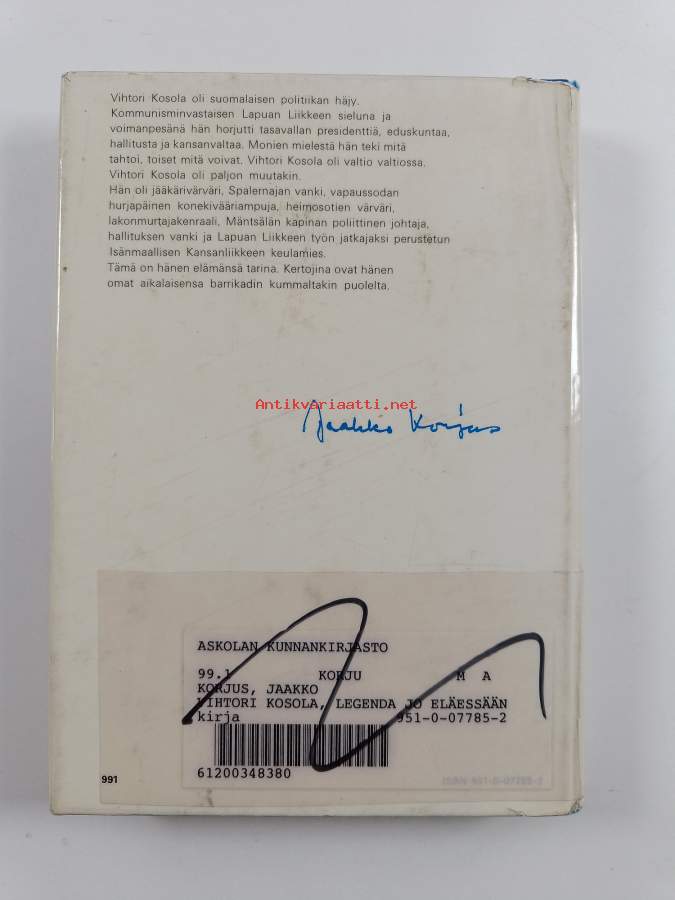 Vihtori Kosola oli suomalaisen politiikan häjy.
Kommunisminvastaisen Lapuan Liikkeen sieluna ja
voimanpesänä hän horjutti tasavallan presidenttiä, eduskuntaa,
hallitusta ja kansanvaltaa. Monien mielestä hän teki mitä
tahtoi, toiset mitä voivat. Vihtori Kosola oli valtio valtiossa.
Vihtori Kosola oli paljon muutakin.
Hän oli jääkärivärväri, Spalernajan vanki, vapaussodan
hurjapäinen konekivääriampuja, heimosotien värväri,
lakonmurtajakenraali, Mäntsälän kapinan poliittinen johtaja,
hallituksen vanki ja Lapuan Liikkeen työn jatkajaksi perustetun
Isänmaallisen Kansanliikkeen keulamies.
Tämä on hänen elämänsä tarina. Kertojina ovat hänen
omat aikalaisensa barrikadin kummaltakin puolelta.
Antikvariaatti.net
Jaakko Korjus
ASKOLAN KUNNANKIRJASTO
99.1 KORJU M A
KORJUS, JAAKKO
VIHTORI KOSOLA, LEGENDA JO ELÄESSÄÄN
kirja 951-0-07785-2
61200348380
991
ISBN 951-0-07785-2